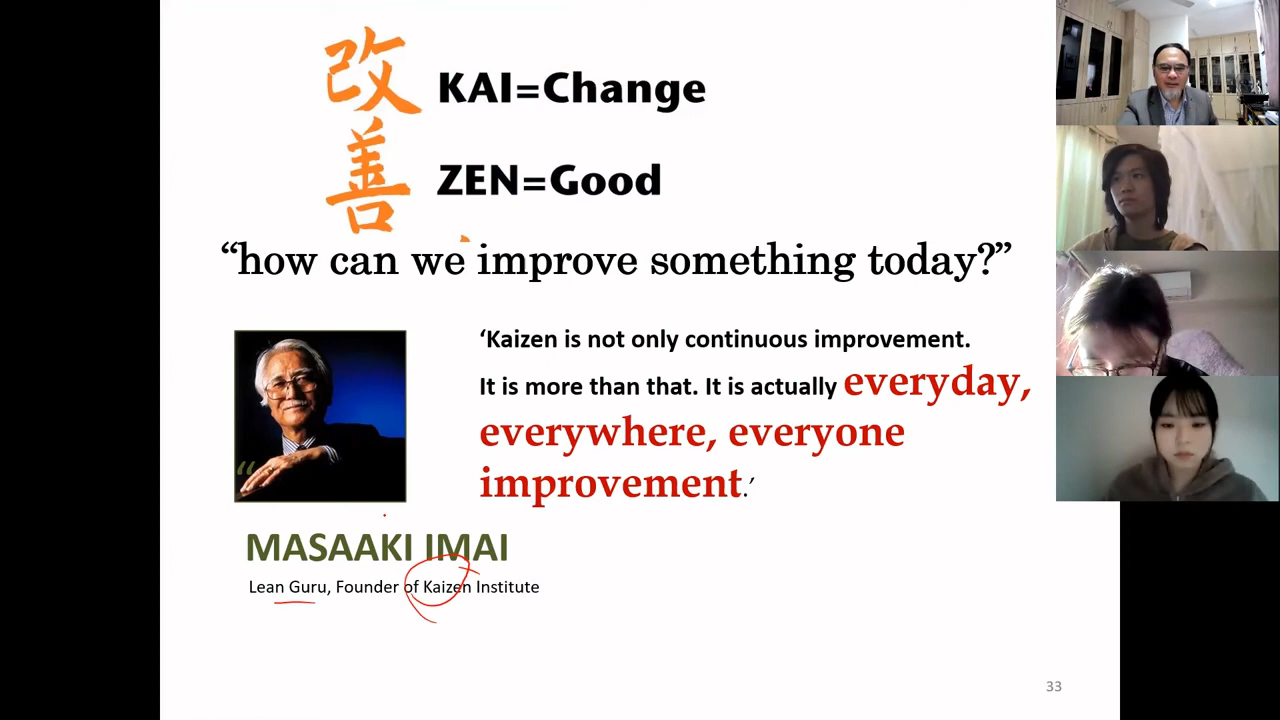 改 KAI=Change
善 ZEN=Good
“how can we improve something today?”
‘Kaizen is not only continuous improvement.
It is more than that. It is actually everyday,
everywhere, everyone
improvement.’
“
MASAAKI IMAI
Lean Guru, Founder of Kaizen Institute
33